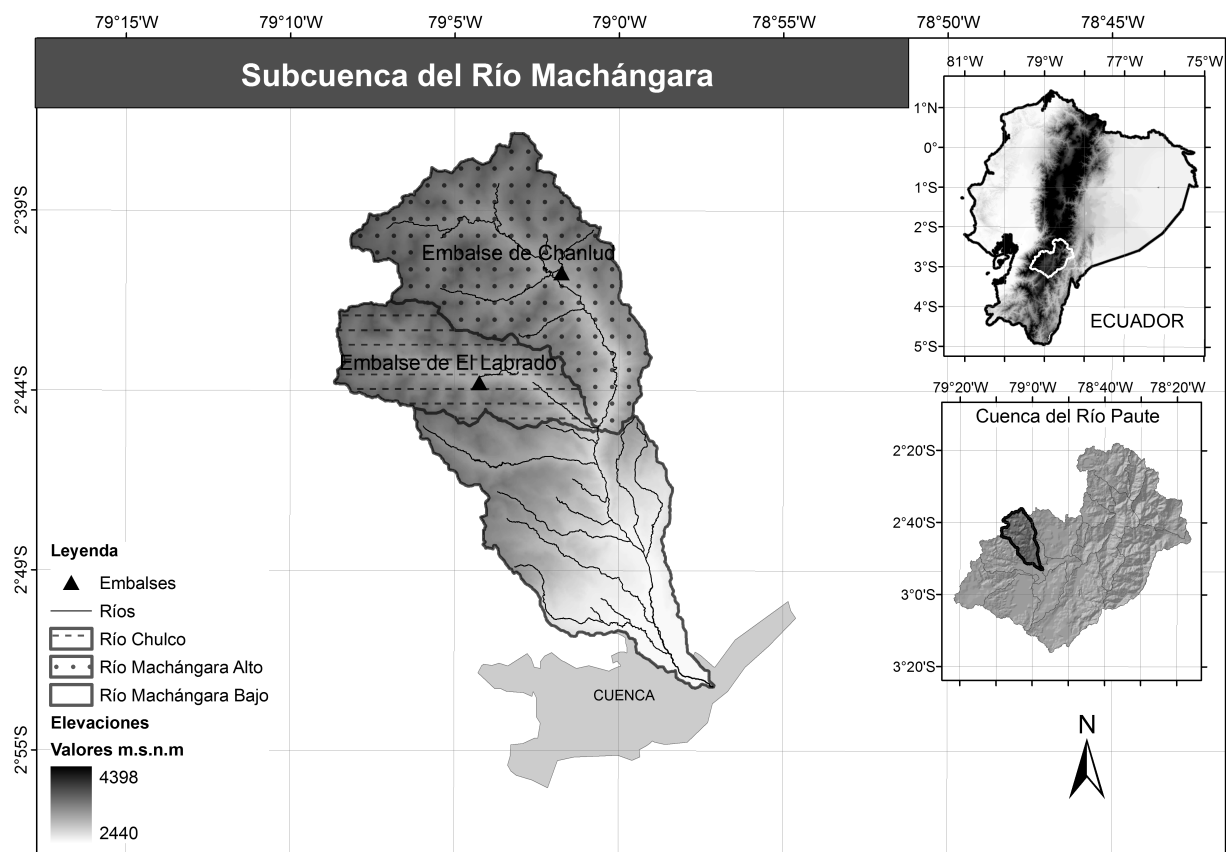 79°15'W 79°10'W 79°5'W 79°0'W 78°55'W 78°50'W 78°45'W
Subcuenca del Río Machángara
81°W 79°W 77°W 75°W
1°N
0°
1°S
2°S
3°S
4°S
5°S
ECUADOR
2°39'S
2°44'S
2°49'S
2°55'S
Embalse de Chanlud
Embalse de El Labrado
CUENCA
79°20'W 79°0'W 78°40'W 78°20'W
Cuenca del Río Paute
2°20'S
2°40'S
3°0'S
3°20'S
N
Leyenda
Embalses
Ríos
Río Chulco
Río Machángara Alto
Río Machángara Bajo
Elevaciones
Valores m.s.n.m
4398
2440